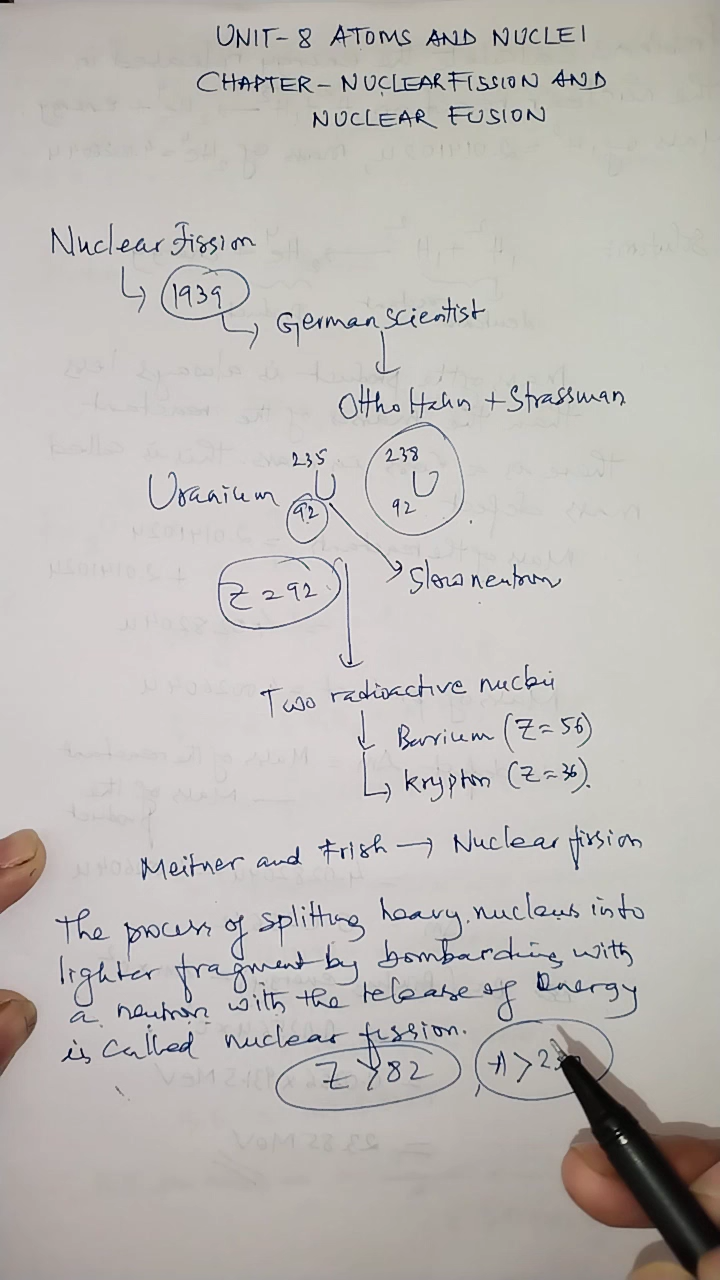 UNIT-8 ATOMS AND NUCLEI
CHAPTER-NUCLEAR FISSION AND
NUCLEAR FUSION
Nuclear Fission
↳ 1939
↳ German scientist
↓
Ottho Hahn + Strassman
Uranium 235 92 U 238 92 U
Z = 92 Slow neutron
Two radioactive nuclei
↓ Barrium (Z=56)
↳ krypton (Z=36).
Meitner and Frish → Nuclear fission
The process of splitting heavy nucleus into
lighter fragment by bombarding with
a neutron with the release of Energy
is called nuclear fission.
Z > 82, A >